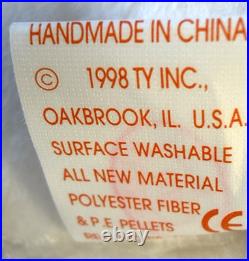 HANDMADE IN CHINA
© 1998 TY INC.,
OAKBROOK, IL. U.S.A.
SURFACE WASHABLE
ALL NEW MATERIAL
POLYESTER FIBER
& P.E. PELLETS CE